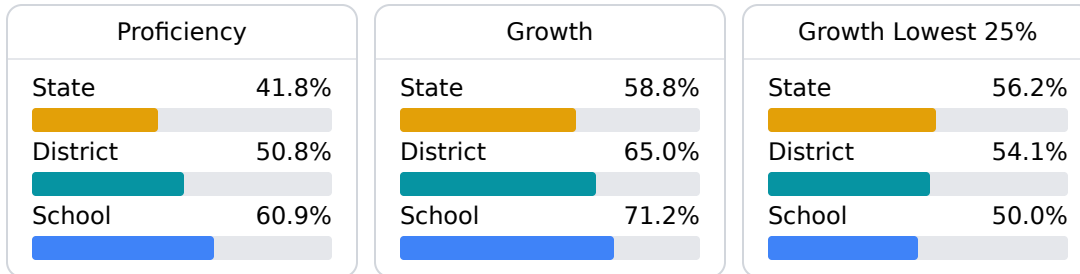 Proficiency
State 41.8%
District 50.8%
School 60.9%
Growth
State 58.8%
District 65.0%
School 71.2%
Growth Lowest 25%
State 56.2%
District 54.1%
School 50.0%